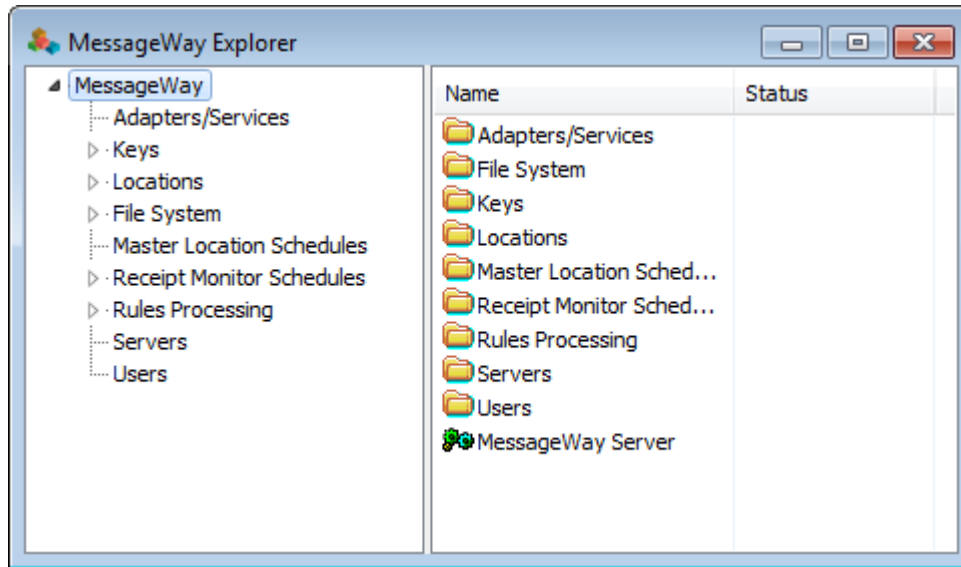 MessageWay Explorer
MessageWay
Adapters/Services
Keys
Locations
File System
Master Location Schedules
Receipt Monitor Schedules
Rules Processing
Servers
Users
Name Status
Adapters/Services
File System
Keys
Locations
Master Location Sched...
Receipt Monitor Sched...
Rules Processing
Servers
Users
MessageWay Server